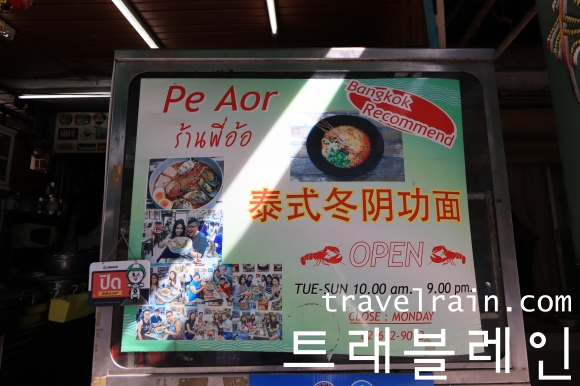 Pe Aor
ร้านพี่อ้อ
Bangkok
Recommend
泰式冬阴功面
OPEN
TUE-SUN 10.00 am. - 9.00 pm.
CLOSE : MONDAY
ปิด
travelrain.com
트래블레인